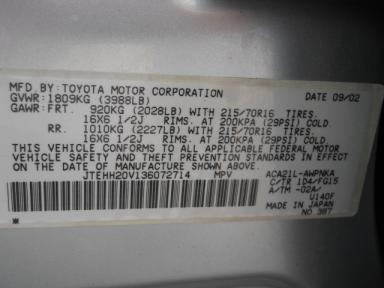 MFD.BY:TOYOTA MOTOR CORPORATION DATE 09/02
GVWR: 1809KG (3988LB)
GAWR:FRT. 920KG (2028LB) WITH 215/70R16 TIRES.
16X6 1/2J RIMS. AT 200KPA (29PSI) COLD.
RR. 1010KG (2227LB) WITH 215/70R16 TIRES.
16X6 1/2J RIMS. AT 200KPA (29PSI) COLD.
THIS VEHICLE CONFORMS TO ALL APPLICABLE FEDERAL MOTOR
VEHICLE SAFETY STANDARDS IN EFFECT ON THE
DATE OF MANUFACTURE SHOWN ABOVE.
JTEHH20V136072714 MPV ACA21L-AWPNKA
C/TR 1D4/FG15
A/TM -02A/
U140F
MADE IN JAPAN
* NO.387